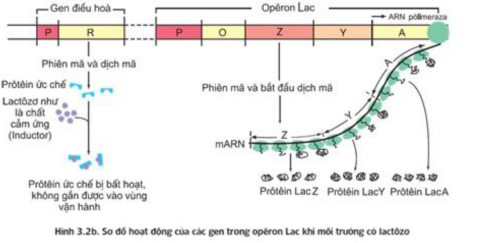 Gen điều hoà
Opêron Lac
ARN pôlimeraza
P R P O Z Y A
Phiên mã và dịch mã
Prôtêin ức chế
Lactôzơ như
là chất
cảm ứng
(Inductor)
Prôtêin ức chế bị bất hoạt,
không gắn được vào vùng
vận hành
Phiên mã và bắt đầu dịch mã
A
Y
Z
mARN
Prôtêin Lac Z Prôtêin LacY Prôtêin LacA
Hình 3.2b. Sơ đồ hoạt động của các gen trong opêron Lac khi môi trường có lactôzơ